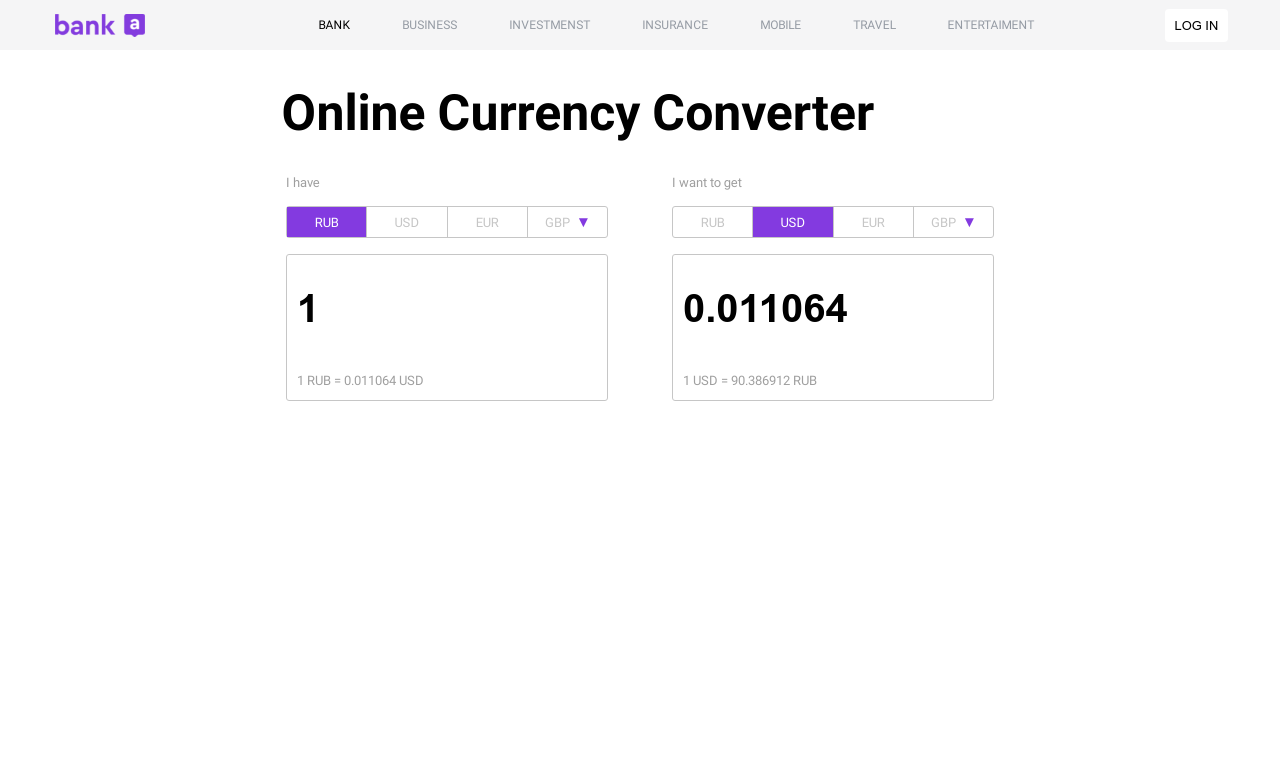 bank a
BANK BUSINESS INVESTMENST INSURANCE MOBILE TRAVEL ENTERTAIMENT
LOG IN
Online Currency Converter
I have
RUB USD EUR GBP ▼
1
1 RUB = 0.011064 USD
I want to get
RUB USD EUR GBP ▼
0.011064
1 USD = 90.386912 RUB